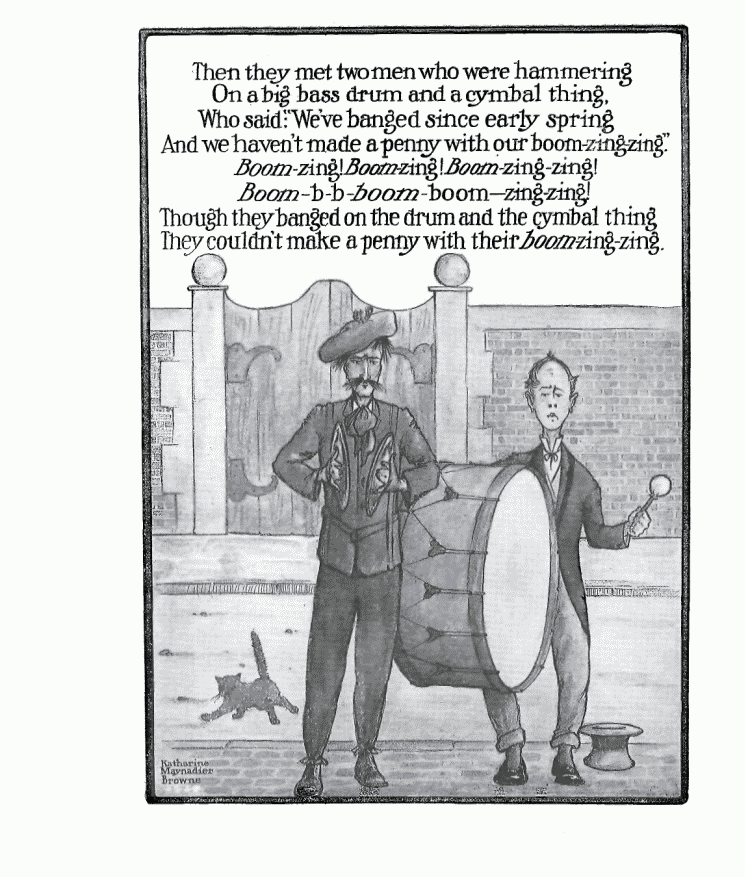 Then they met two men who were hammering
On a big bass drum and a cymbal thing,
Who said: "We've banged since early spring
And we haven't made a penny with our boom-zing-zing."
Boom-zing! Boom-zing! Boom-zing-zing!
Boom-b-b-boom-boom—zing-zing!
Though they banged on the drum and the cymbal thing
They couldn't make a penny with their boom-zing-zing.
Katharine
Maynadier
Browne